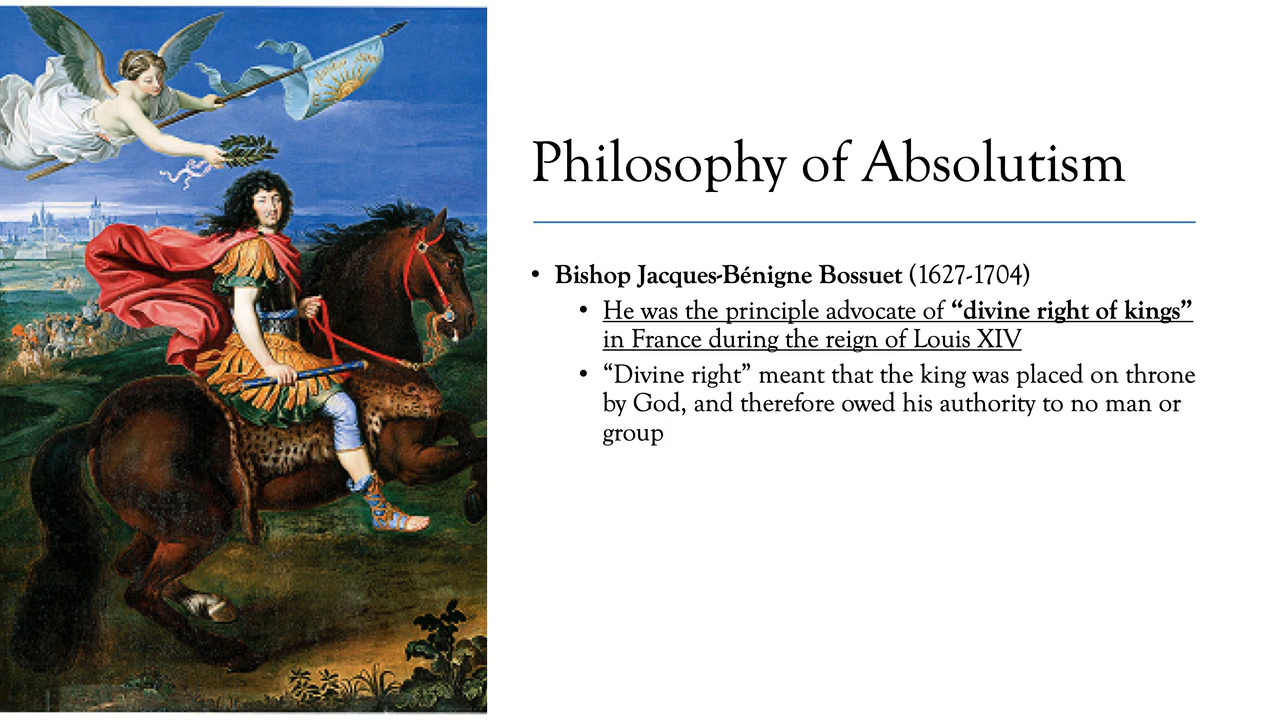 Philosophy of Absolutism
• Bishop Jacques-Bénigne Bossuet (1627-1704)
• He was the principle advocate of “divine right of kings”
in France during the reign of Louis XIV
• “Divine right” meant that the king was placed on throne
by God, and therefore owed his authority to no man or
group